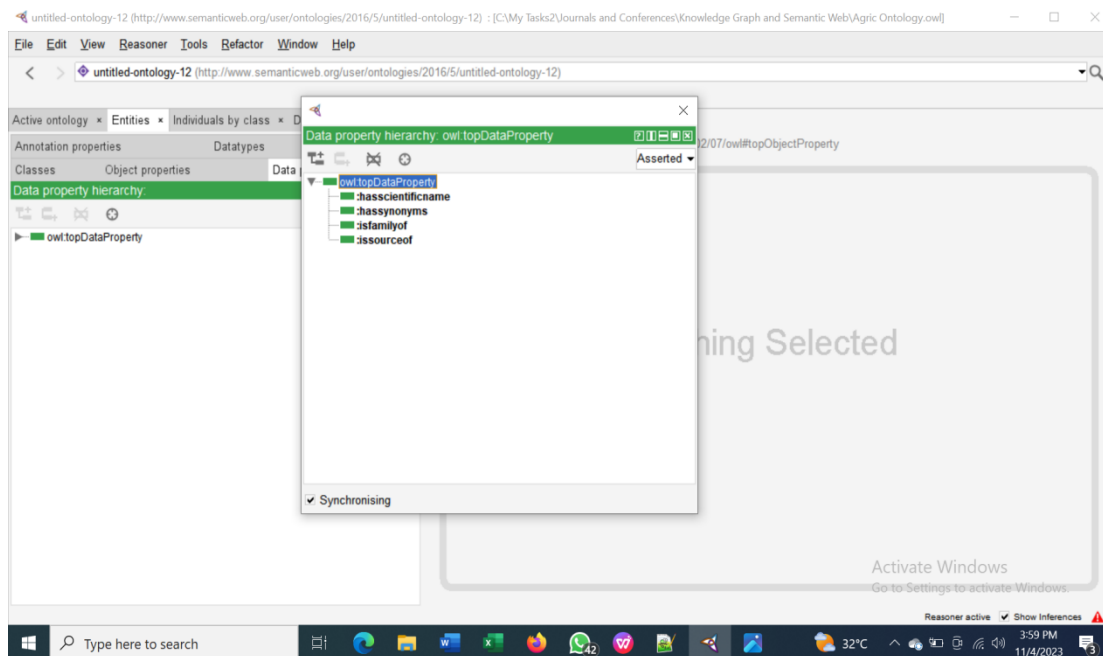 untitled-ontology-12 (http://www.semanticweb.org/user/ontologies/2016/5/untitled-ontology-12) : [C:\My Tasks2\Journals and Conferences\Knowledge Graph and Semantic Web\Agric Ontology.owl]
File Edit View Reasoner Tools Refactor Window Help
untitled-ontology-12 (http://www.semanticweb.org/user/ontologies/2016/5/untitled-ontology-12)
Active ontology × Entities × Individuals by class × D
Annotation properties Datatypes
Classes Object properties Data
Data property hierarchy:
owl:topDataProperty
Data property hierarchy: owl:topDataProperty
Asserted
owl:topDataProperty
:hasscientificname
:hassynonyms
:isfamilyof
:issourceof
Synchronising
2/07/owl#topObjectProperty
hing Selected
Activate Windows
Go to Settings to activate Windows.
Reasoner active Show Inferences
Type here to search
42
32°C
3:59 PM
11/4/2023
3